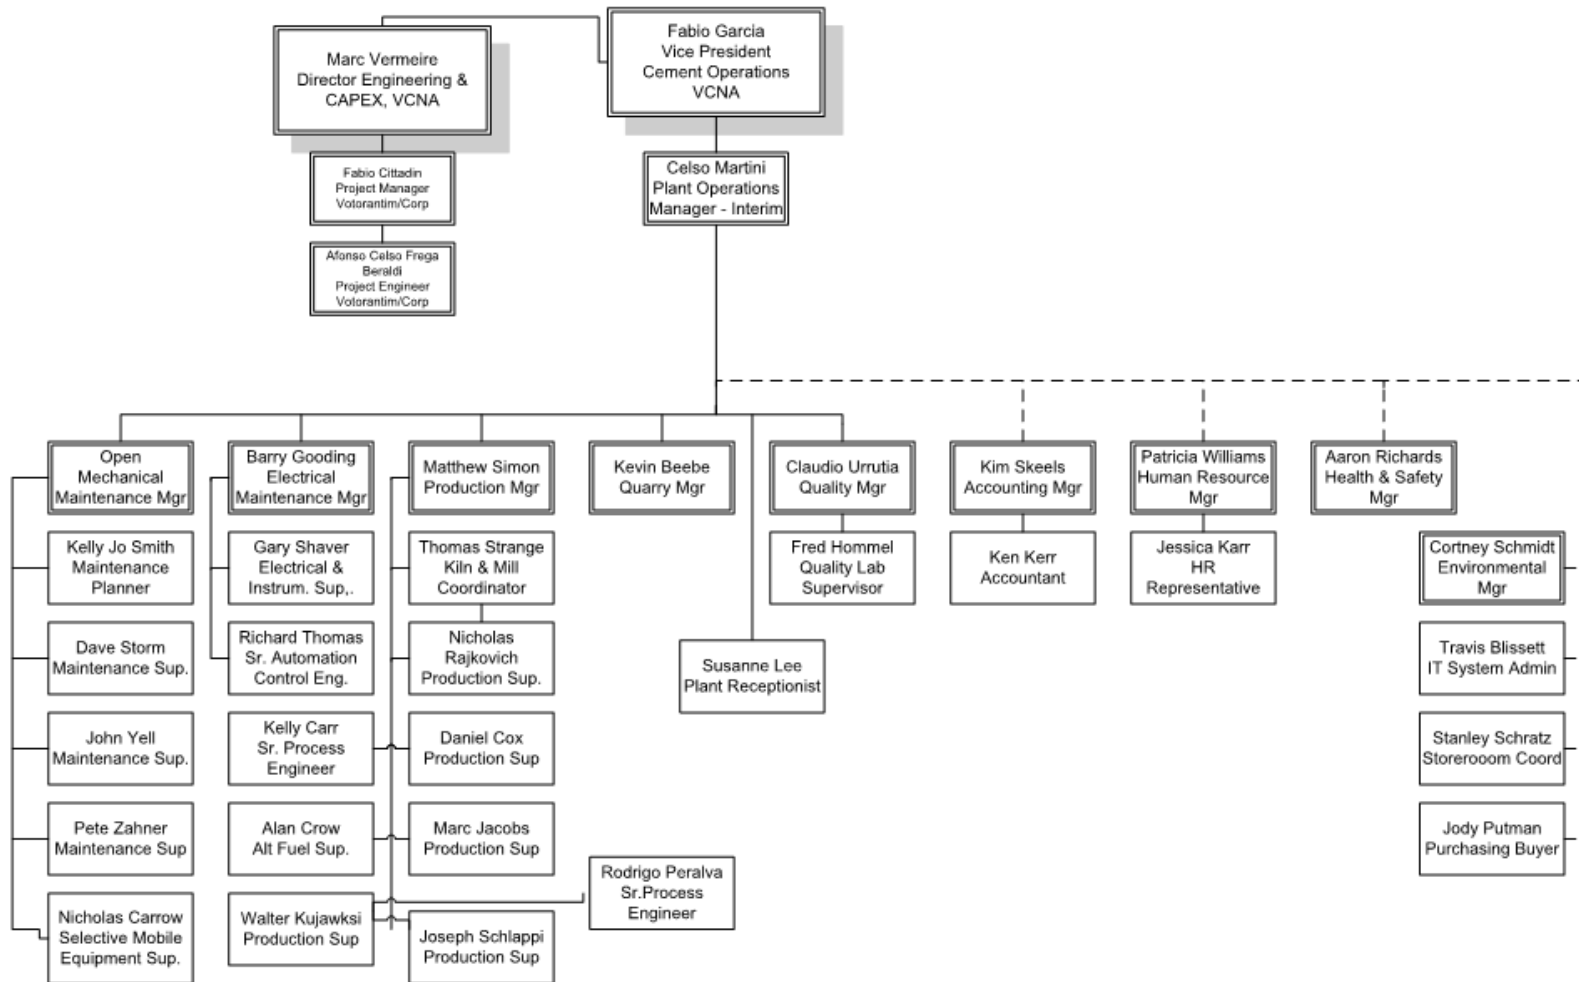 Fabio Garcia
Vice President
Cement Operations
VCNA
Marc Vermeire
Director Engineering &
CAPEX, VCNA
Fabio Cittadin
Project Manager
Votorantim/Corp
Celso Martini
Plant Operations
Manager - Interim
Afonso Celso Frega
Beraldi
Project Engineer
Votorantim/Corp
Open
Mechanical
Maintenance Mgr
Barry Gooding
Electrical
Maintenance Mgr
Matthew Simon
Production Mgr
Kevin Beebe
Quarry Mgr
Claudio Urrutia
Quality Mgr
Kim Skeels
Accounting Mgr
Patricia Williams
Human Resource
Mgr
Aaron Richards
Health & Safety
Mgr
Kelly Jo Smith
Maintenance
Planner
Gary Shaver
Electrical &
Instrum. Sup,.
Thomas Strange
Kiln & Mill
Coordinator
Fred Hommel
Quality Lab
Supervisor
Ken Kerr
Accountant
Jessica Karr
HR
Representative
Cortney Schmidt
Environmental
Mgr
Dave Storm
Maintenance Sup.
Richard Thomas
Sr. Automation
Control Eng.
Nicholas
Rajkovich
Production Sup.
Susanne Lee
Plant Receptionist
Travis Blissett
IT System Admin
John Yell
Maintenance Sup.
Kelly Carr
Sr. Process
Engineer
Daniel Cox
Production Sup
Stanley Schratz
Storerooom Coord
Pete Zahner
Maintenance Sup
Alan Crow
Alt Fuel Sup.
Marc Jacobs
Production Sup
Rodrigo Peralva
Sr.Process
Engineer
Jody Putman
Purchasing Buyer
Nicholas Carrow
Selective Mobile
Equipment Sup.
Walter Kujawksi
Production Sup
Joseph Schlappi
Production Sup